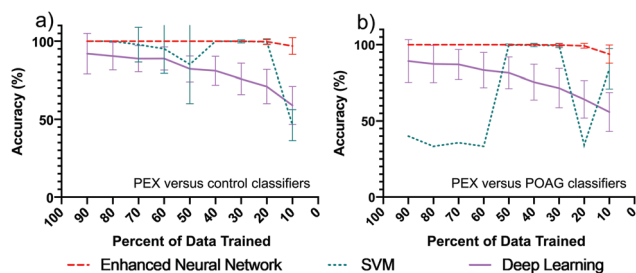 a)
100
50
0
Accuracy (%)
PEX versus control classifiers
100 90 80 70 60 50 40 30 20 10 0
Percent of Data Trained
b)
100
50
0
Accuracy (%)
PEX versus POAG classifiers
100 90 80 70 60 50 40 30 20 10 0
Percent of Data Trained
Enhanced Neural Network SVM Deep Learning